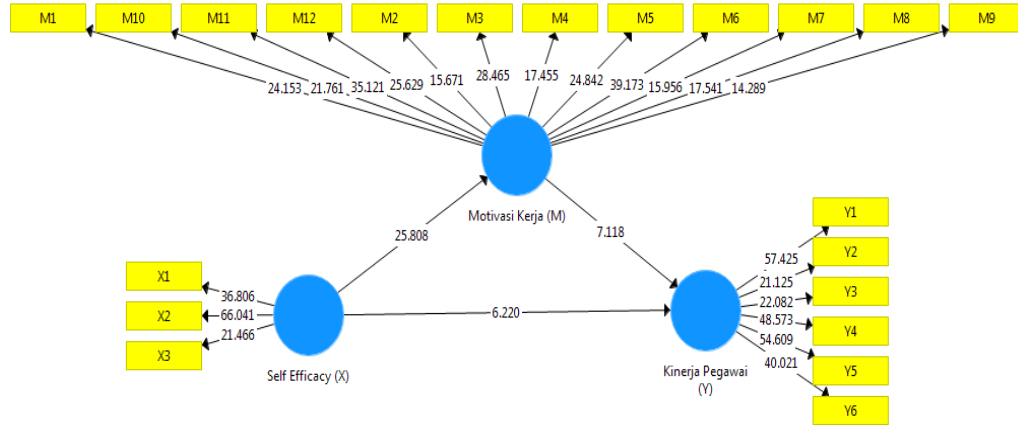 M1 M10 M11 M12 M2 M3 M4 M5 M6 M7 M8 M9
24.153 21.761 35.121 25.629 15.671 28.465 17.455 24.842 39.173 15.956 17.541 14.289
Motivasi Kerja (M)
25.808
7.118
X1
X2
X3
36.806
66.041
21.466
Self Efficacy (X)
6.220
Y1
Y2
Y3
Y4
Y5
Y6
57.425
21.125
22.082
48.573
54.609
40.021
Kinerja Pegawai
(Y)